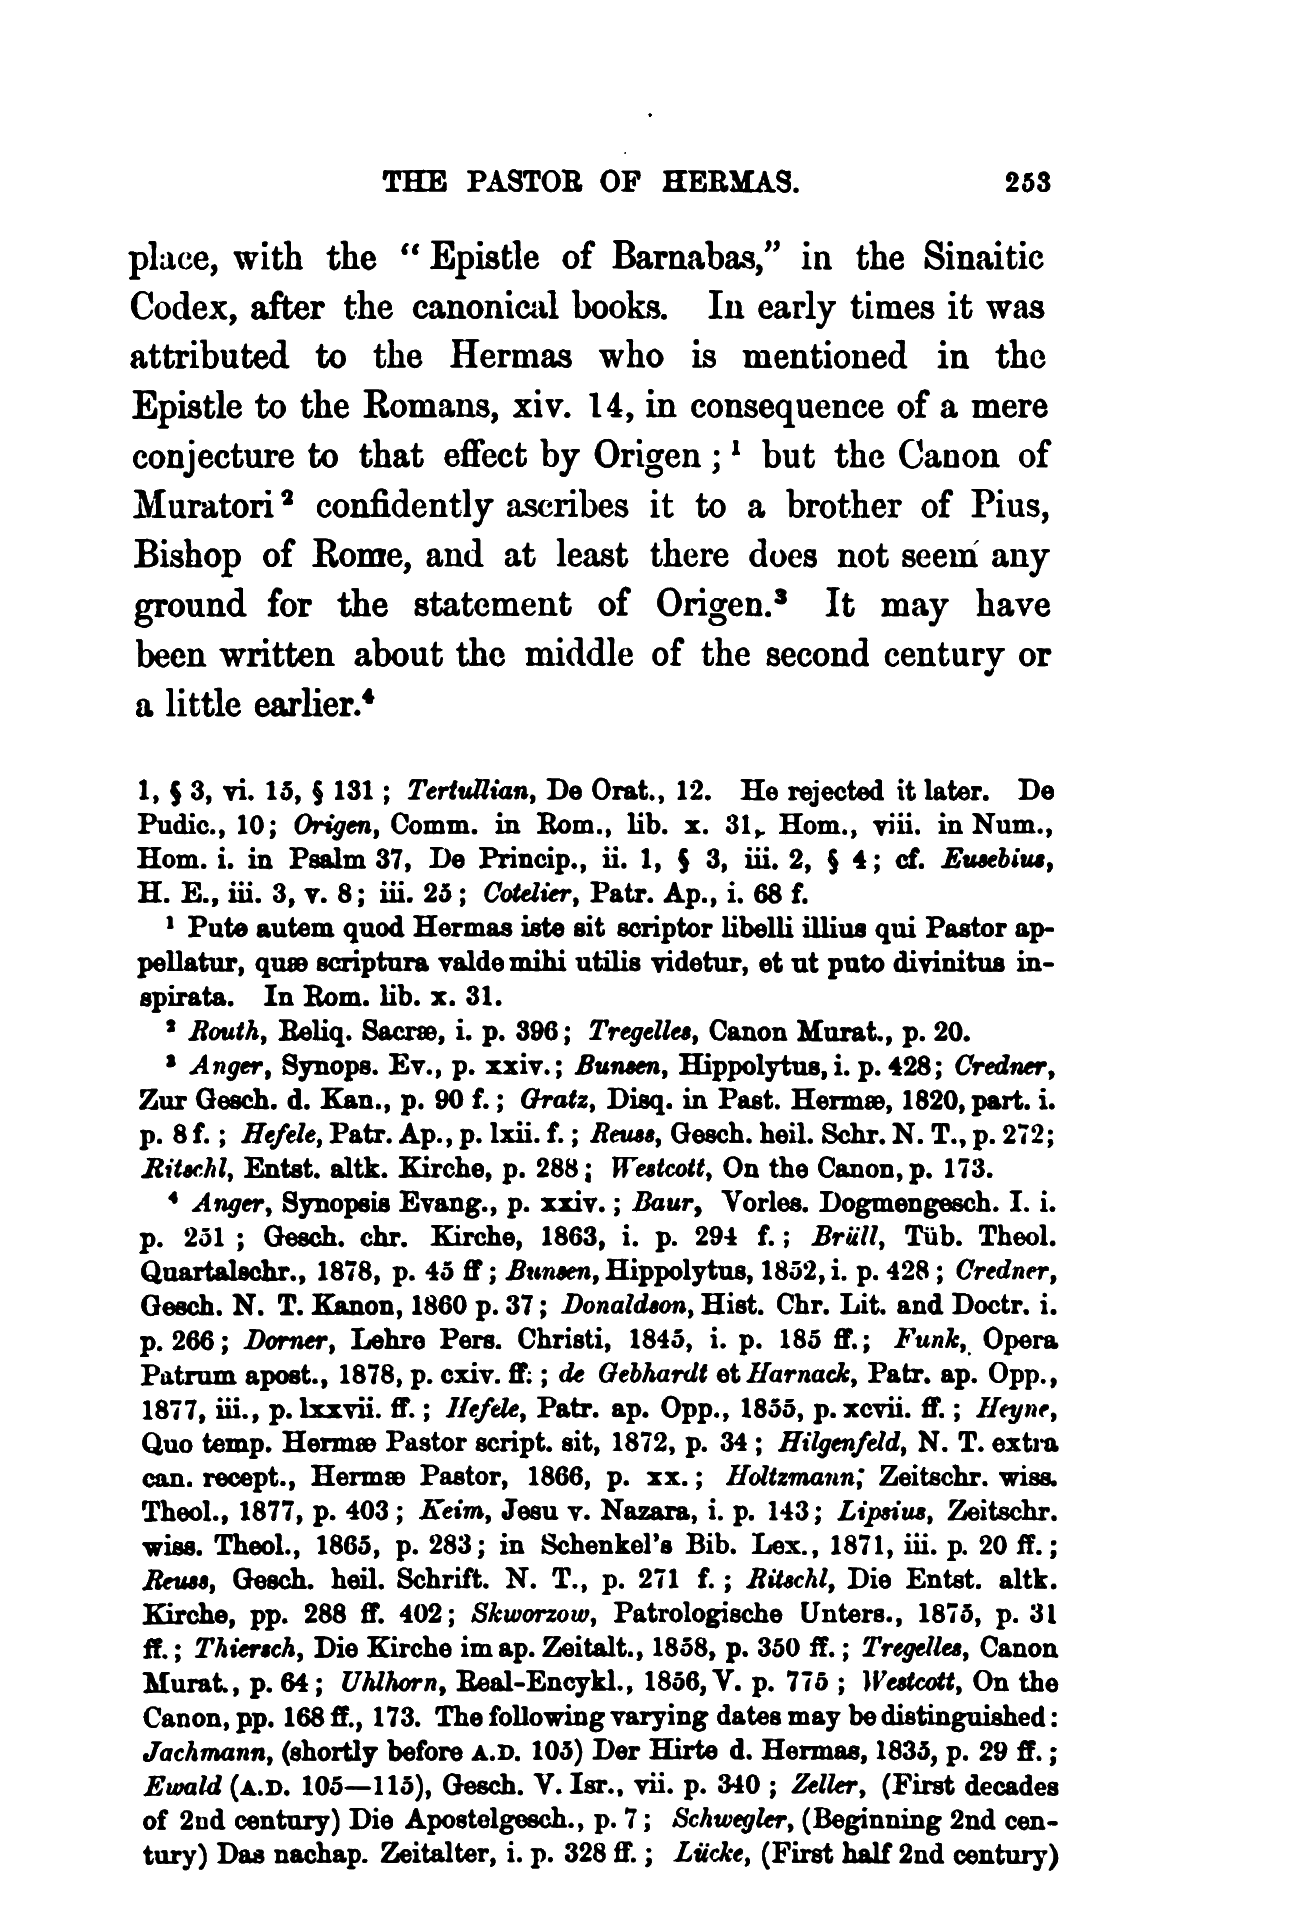 THE PASTOR OF HERMAS. 253
place, with the “Epistle of Barnabas,” in the Sinaitic
Codex, after the canonical books. In early times it was
attributed to the Hermas who is mentioned in the
Epistle to the Romans, xiv. 14, in consequence of a mere
conjecture to that effect by Origen ; ¹ but the Canon of
Muratori ² confidently ascribes it to a brother of Pius,
Bishop of Rome, and at least there does not seem any
ground for the statement of Origen.³ It may have
been written about the middle of the second century or
a little earlier.⁴
1, § 3, vi. 15, § 131 ; Tertullian, De Orat., 12. He rejected it later. De
Pudic., 10; Origen, Comm. in Rom., lib. x. 31, Hom., viii. in Num.,
Hom. i. in Psalm 37, De Princip., ii. 1, § 3, iii. 2, § 4; cf. Eusebius,
H. E., iii. 3, v. 8; iii. 25; Cotelier, Patr. Ap., i. 68 f.
¹ Puto autem quod Hermas iste sit scriptor libelli illius qui Pastor ap-
pellatur, quæ scriptura valde mihi utilis videtur, et ut puto divinitus in-
spirata. In Rom. lib. x. 31.
² Routh, Reliq. Sacræ, i. p. 396; Tregelles, Canon Murat., p. 20.
³ Anger, Synops. Ev., p. xxiv.; Bunsen, Hippolytus, i. p. 428; Credner,
Zur Gesch. d. Kan., p. 90 f.; Gratz, Disq. in Past. Hermæ, 1820, part. i.
p. 8 f. ; Hefele, Patr. Ap., p. lxii. f. ; Reuss, Gesch. heil. Schr. N. T., p. 272;
Ritschl, Entst. altk. Kirche, p. 288; Westcott, On the Canon, p. 173.
⁴ Anger, Synopsis Evang., p. xxiv. ; Baur, Vorles. Dogmengesch. I. i.
p. 251 ; Gesch. chr. Kirche, 1863, i. p. 294 f. ; Brüll, Tüb. Theol.
Quartalschr., 1878, p. 45 ff ; Bunsen, Hippolytus, 1852, i. p. 428 ; Credner,
Gesch. N. T. Kanon, 1860 p. 37 ; Donaldson, Hist. Chr. Lit. and Doctr. i.
p. 266 ; Dorner, Lehre Pers. Christi, 1845, i. p. 185 ff. ; Funk, Opera
Patrum apost., 1878, p. cxiv. ff. ; de Gebhardt et Harnack, Patr. ap. Opp.,
1877, iii., p. lxxvii. ff. ; Hefele, Patr. ap. Opp., 1855, p. xcvii. ff. ; Heyne,
Quo temp. Hermæ Pastor script. sit, 1872, p. 34 ; Hilgenfeld, N. T. extra
can. recept., Hermæ Pastor, 1866, p. xx. ; Holtzmann, Zeitschr. wiss.
Theol., 1877, p. 403 ; Keim, Jesu v. Nazara, i. p. 143 ; Lipsius, Zeitschr.
wiss. Theol., 1865, p. 283; in Schenkel's Bib. Lex., 1871, iii. p. 20 ff. ;
Reuss, Gesch. heil. Schrift. N. T., p. 271 f. ; Ritschl, Die Entst. altk.
Kirche, pp. 288 ff. 402 ; Skworzow, Patrologische Unters., 1875, p. 31
ff. ; Thiersch, Die Kirche im ap. Zeitalt., 1858, p. 350 ff. ; Tregelles, Canon
Murat., p. 64 ; Uhlhorn, Real-Encykl., 1856, V. p. 775 ; Westcott, On the
Canon, pp. 168 ff., 173. The following varying dates may be distinguished :
Jachmann, (shortly before A.D. 105) Der Hirte d. Hermas, 1835, p. 29 ff. ;
Ewald (A.D. 105—115), Gesch. V. Isr., vii. p. 340 ; Zeller, (First decades
of 2nd century) Die Apostelgesch., p. 7 ; Schwegler, (Beginning 2nd cen-
tury) Das nachap. Zeitalter, i. p. 328 ff. ; Lücke, (First half 2nd century)